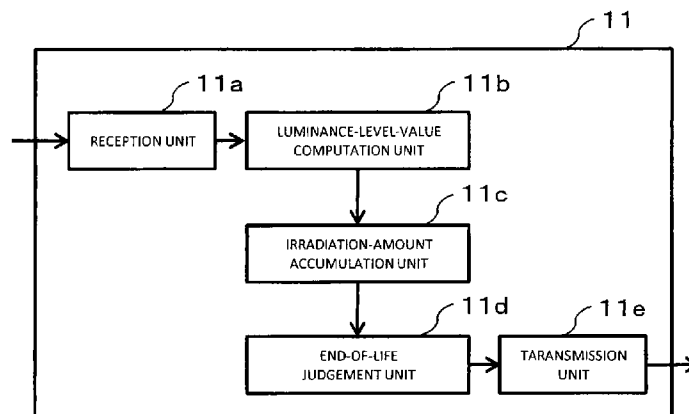 11
11a
11b
RECEPTION UNIT
LUMINANCE-LEVEL-VALUE
COMPUTATION UNIT
11c
IRRADIATION-AMOUNT
ACCUMULATION UNIT
11d
11e
END-OF-LIFE
JUDGEMENT UNIT
TARANSMISSION
UNIT